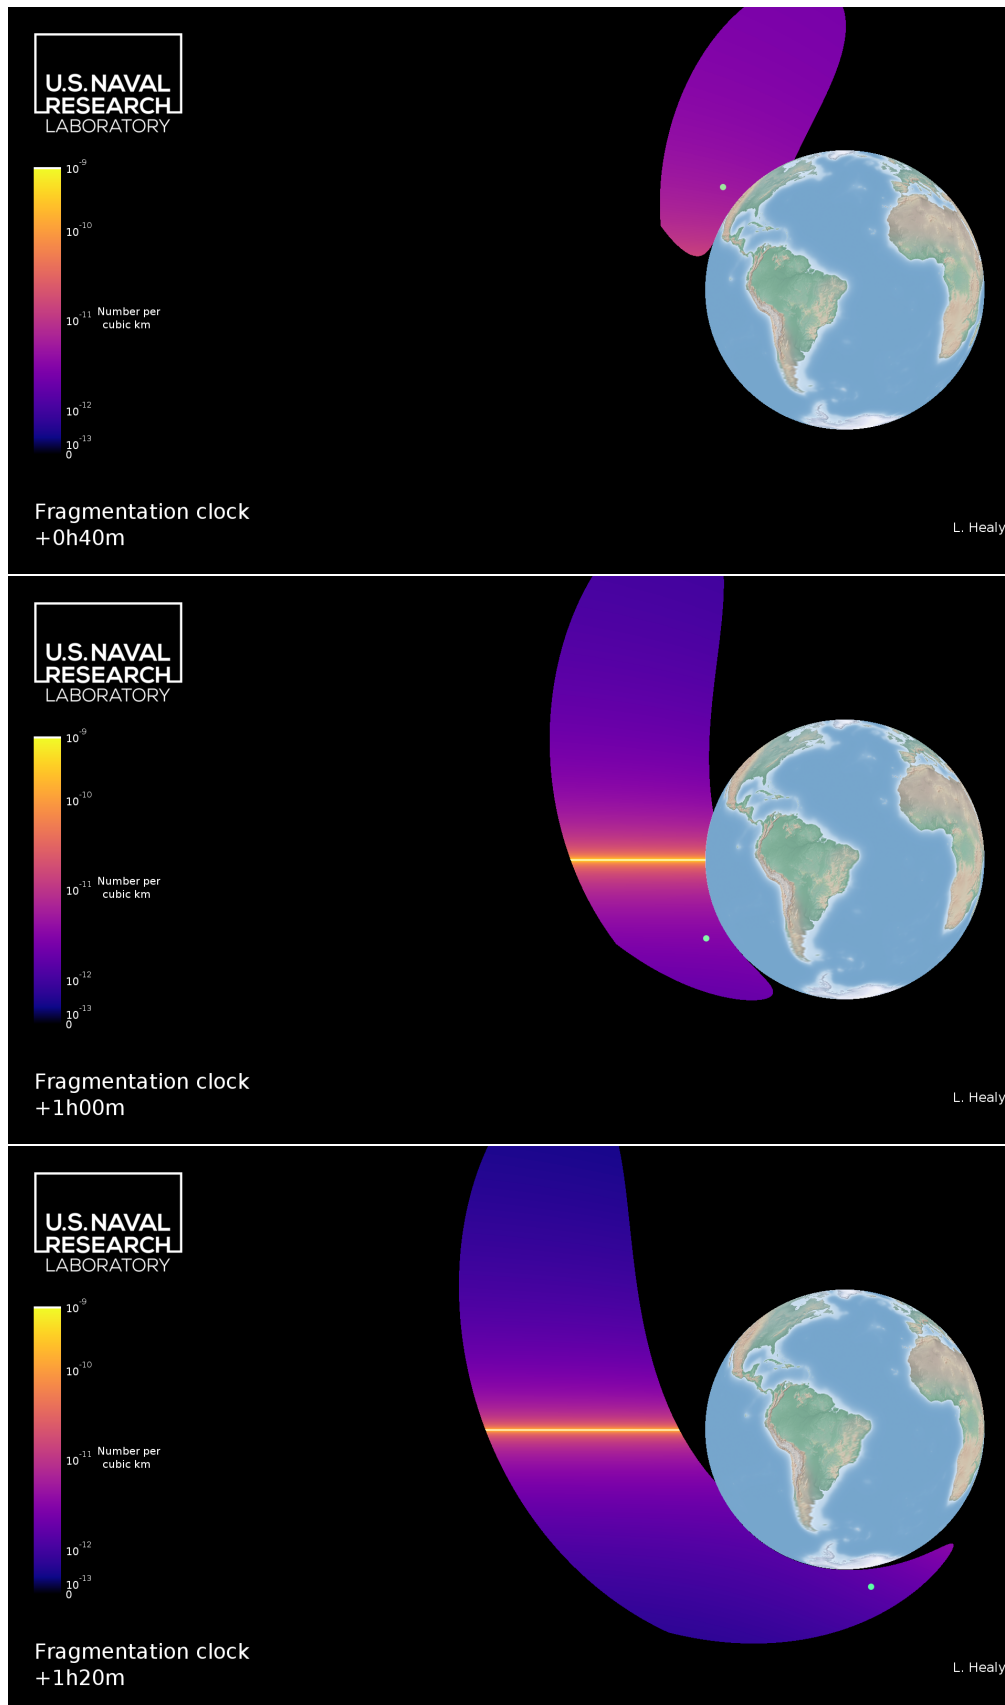 U.S. NAVAL
RESEARCH
LABORATORY
10-9
10-10
10-11
Number per
cubic km
10-12
10-13
0
Fragmentation clock
+0h40m
L. Healy
U.S. NAVAL
RESEARCH
LABORATORY
10-9
10-10
10-11
Number per
cubic km
10-12
10-13
0
Fragmentation clock
+1h00m
L. Healy
U.S. NAVAL
RESEARCH
LABORATORY
10-9
10-10
10-11
Number per
cubic km
10-12
10-13
0
Fragmentation clock
+1h20m
L. Healy